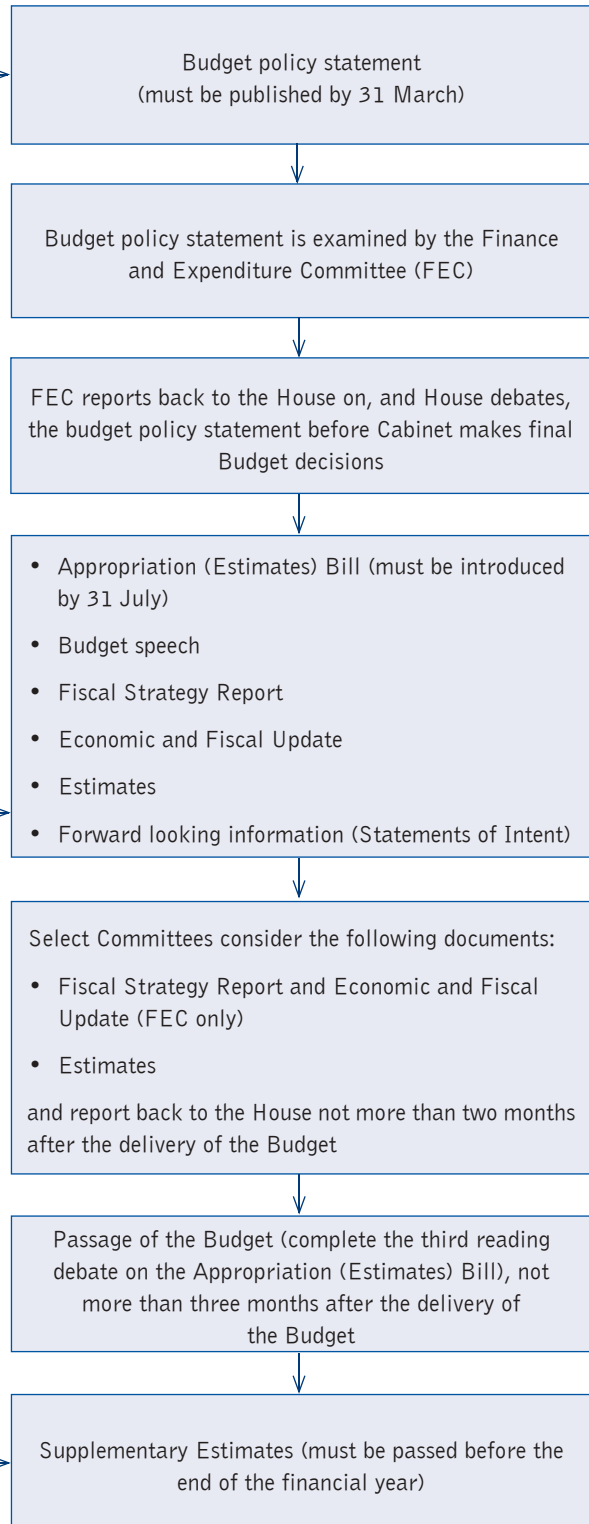 Budget policy statement
(must be published by 31 March)
Budget policy statement is examined by the Finance
and Expenditure Committee (FEC)
FEC reports back to the House on, and House debates,
the budget policy statement before Cabinet makes final
Budget decisions
• Appropriation (Estimates) Bill (must be introduced
by 31 July)
• Budget speech
• Fiscal Strategy Report
• Economic and Fiscal Update
• Estimates
• Forward looking information (Statements of Intent)
Select Committees consider the following documents:
• Fiscal Strategy Report and Economic and Fiscal
Update (FEC only)
• Estimates
and report back to the House not more than two months
after the delivery of the Budget
Passage of the Budget (complete the third reading
debate on the Appropriation (Estimates) Bill), not
more than three months after the delivery of
the Budget
Supplementary Estimates (must be passed before the
end of the financial year)